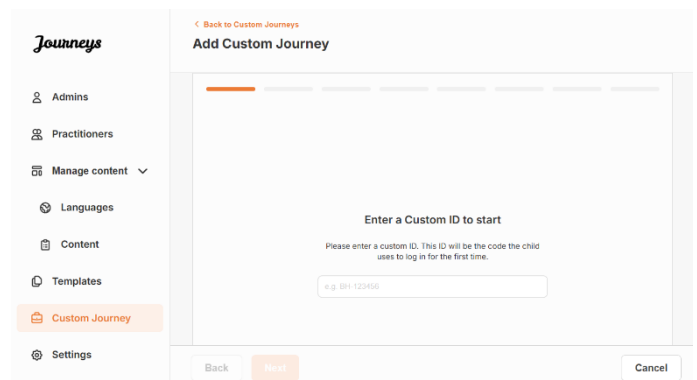 Journeys
Admins
Practitioners
Manage content
Languages
Content
Templates
Custom Journey
Settings
< Back to Custom Journeys
Add Custom Journey
Enter a Custom ID to start
Please enter a custom ID. This ID will be the code the child
uses to log in for the first time.
e.g. BH-123456
Back
Next
Cancel